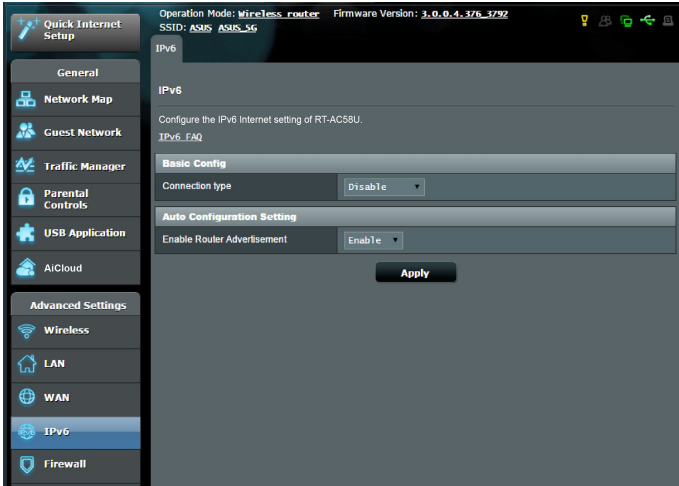 Quick Internet
Setup
Operation Mode: Wireless router Firmware Version: 3.0.0.4.376_3792
SSID: ASUS ASUS_5G
IPv6
General
Network Map
Guest Network
Traffic Manager
Parental
Controls
USB Application
AiCloud
Advanced Settings
Wireless
LAN
WAN
IPv6
Firewall
IPv6
Configure the IPv6 Internet setting of RT-AC58U.
IPv6 FAQ
Basic Config
Connection type Disable
Auto Configuration Setting
Enable Router Advertisement Enable
Apply